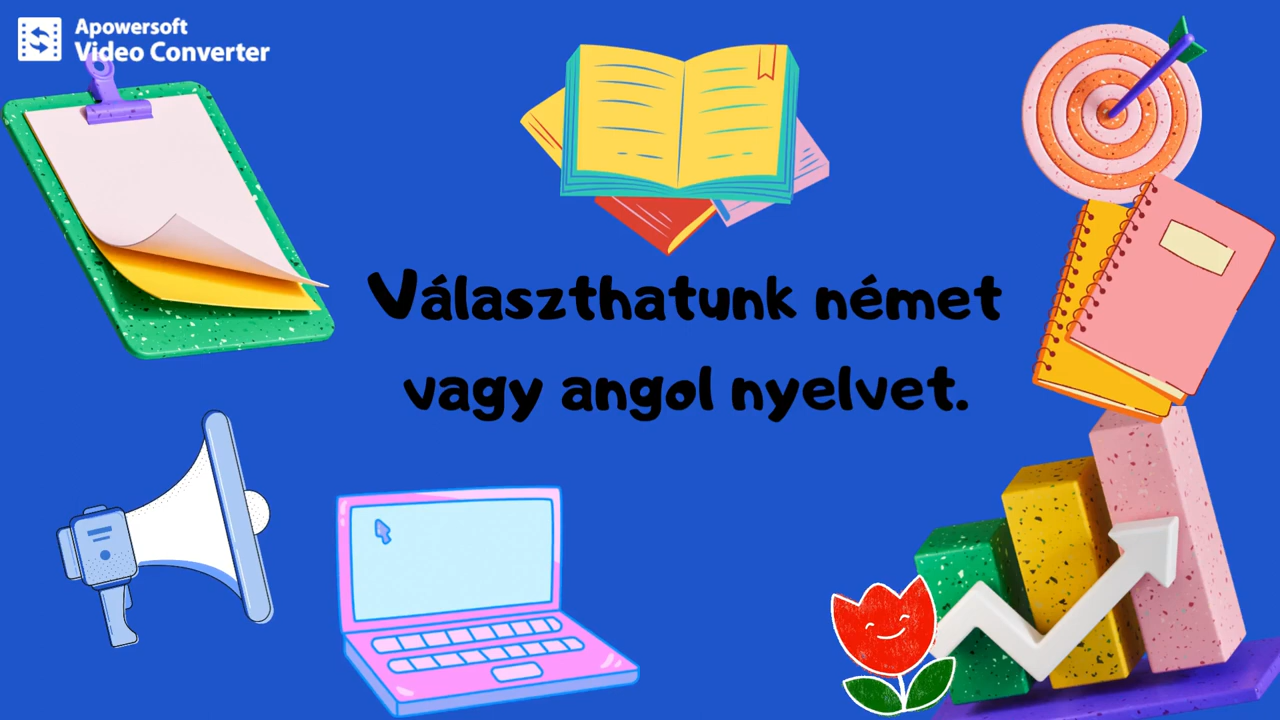 Apowersoft
Video Converter
Választhatunk német
vagy angol nyelvet.